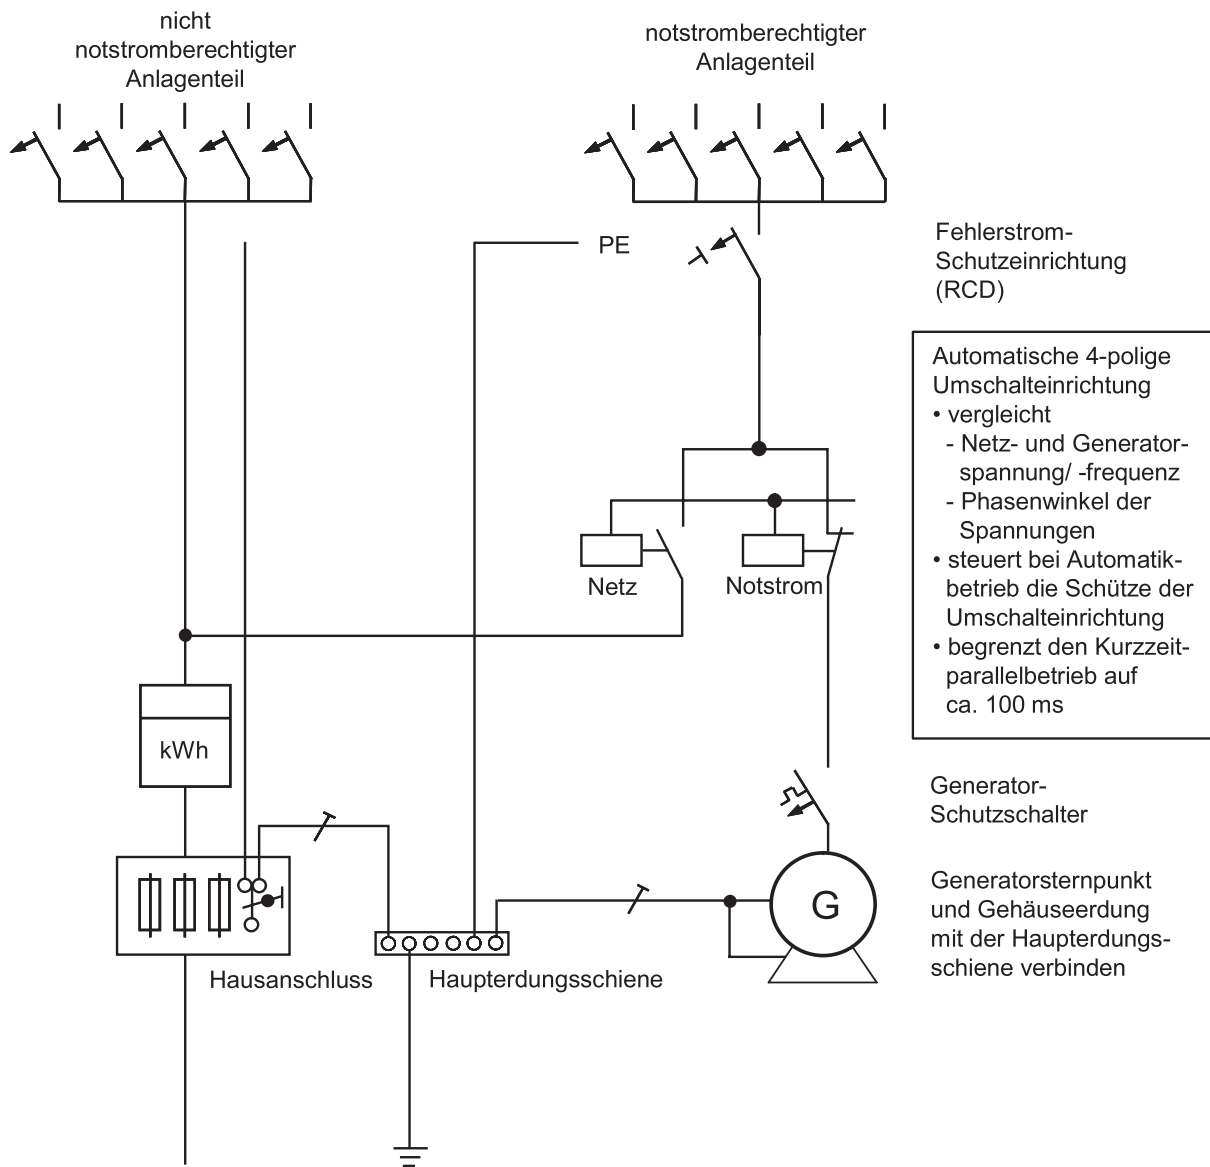 nicht
notstromberechtigter
Anlagenteil
notstromberechtigter
Anlagenteil
PE
Fehlerstrom-
Schutzeinrichtung
(RCD)
Automatische 4-polige
Umschalteinrichtung
• vergleicht
- Netz- und Generator-
spannung/ -frequenz
- Phasenwinkel der
Spannungen
• steuert bei Automatik-
betrieb die Schütze der
Umschalteinrichtung
• begrenzt den Kurzzeit-
parallelbetrieb auf
ca. 100 ms
Netz
Notstrom
kWh
Generator-
Schutzschalter
G
Generatorsternpunkt
und Gehäuseerdung
mit der Haupterdungs-
schiene verbinden
Hausanschluss
Haupterdungsschiene